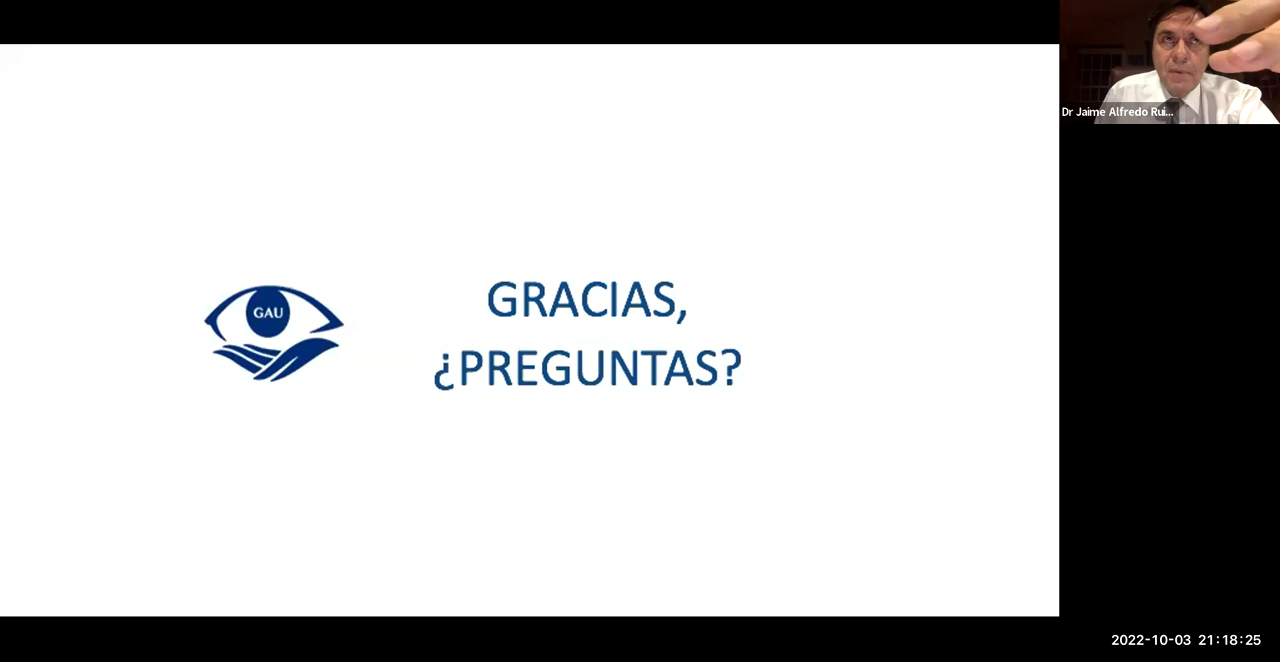 Dr Jaime Alfredo Rui...
GAU
GRACIAS,
¿PREGUNTAS?
2022-10-03 21:18:25